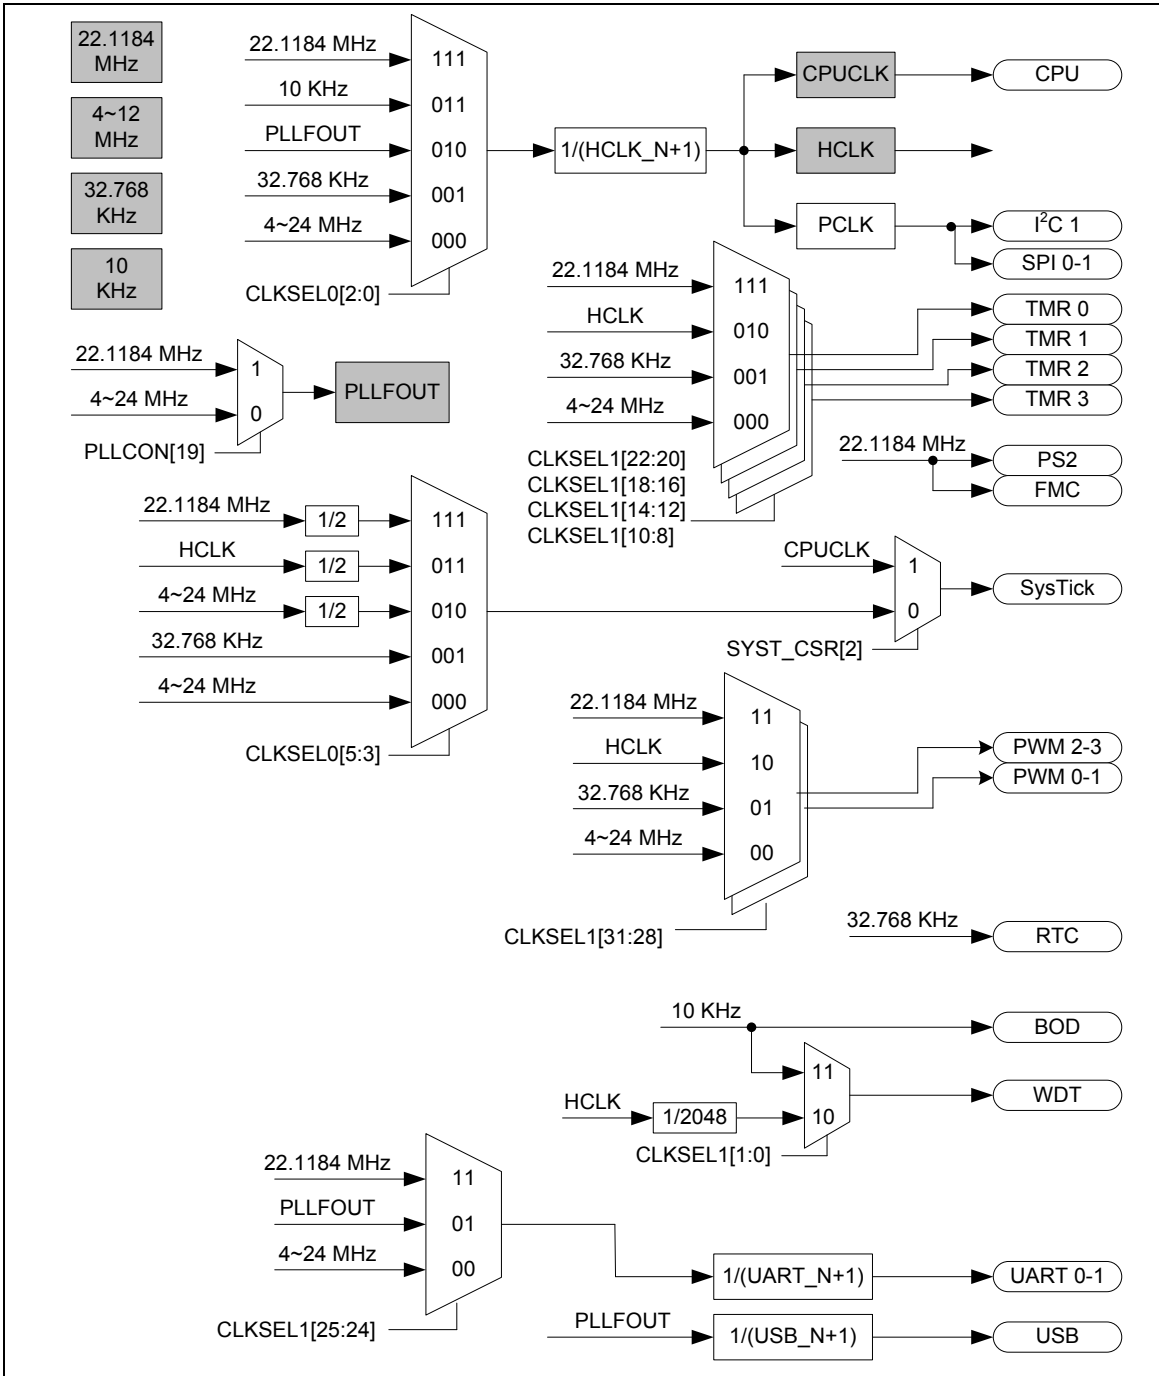 22.1184
MHz
4~12
MHz
32.768
KHz
10
KHz
22.1184 MHz
10 KHz
PLLFOUT
32.768 KHz
4~24 MHz
111
011
010
001
000
CLKSEL0[2:0]
1/(HCLK_N+1)
CPUCLK
HCLK
PCLK
CPU
I²C 1
SPI 0-1
22.1184 MHz
HCLK
32.768 KHz
4~24 MHz
111
010
001
000
CLKSEL1[22:20]
CLKSEL1[18:16]
CLKSEL1[14:12]
CLKSEL1[10:8]
TMR 0
TMR 1
TMR 2
TMR 3
22.1184 MHz
4~24 MHz
1
0
PLLCON[19]
PLLFOUT
22.1184 MHz
PS2
FMC
22.1184 MHz
HCLK
4~24 MHz
32.768 KHz
4~24 MHz
1/2
1/2
1/2
111
011
010
001
000
CLKSEL0[5:3]
CPUCLK
1
0
SYST_CSR[2]
SysTick
22.1184 MHz
HCLK
32.768 KHz
4~24 MHz
11
10
01
00
CLKSEL1[31:28]
PWM 2-3
PWM 0-1
32.768 KHz
RTC
10 KHz
BOD
HCLK
1/2048
11
10
CLKSEL1[1:0]
WDT
22.1184 MHz
PLLFOUT
4~24 MHz
11
01
00
CLKSEL1[25:24]
1/(UART_N+1)
UART 0-1
PLLFOUT
1/(USB_N+1)
USB